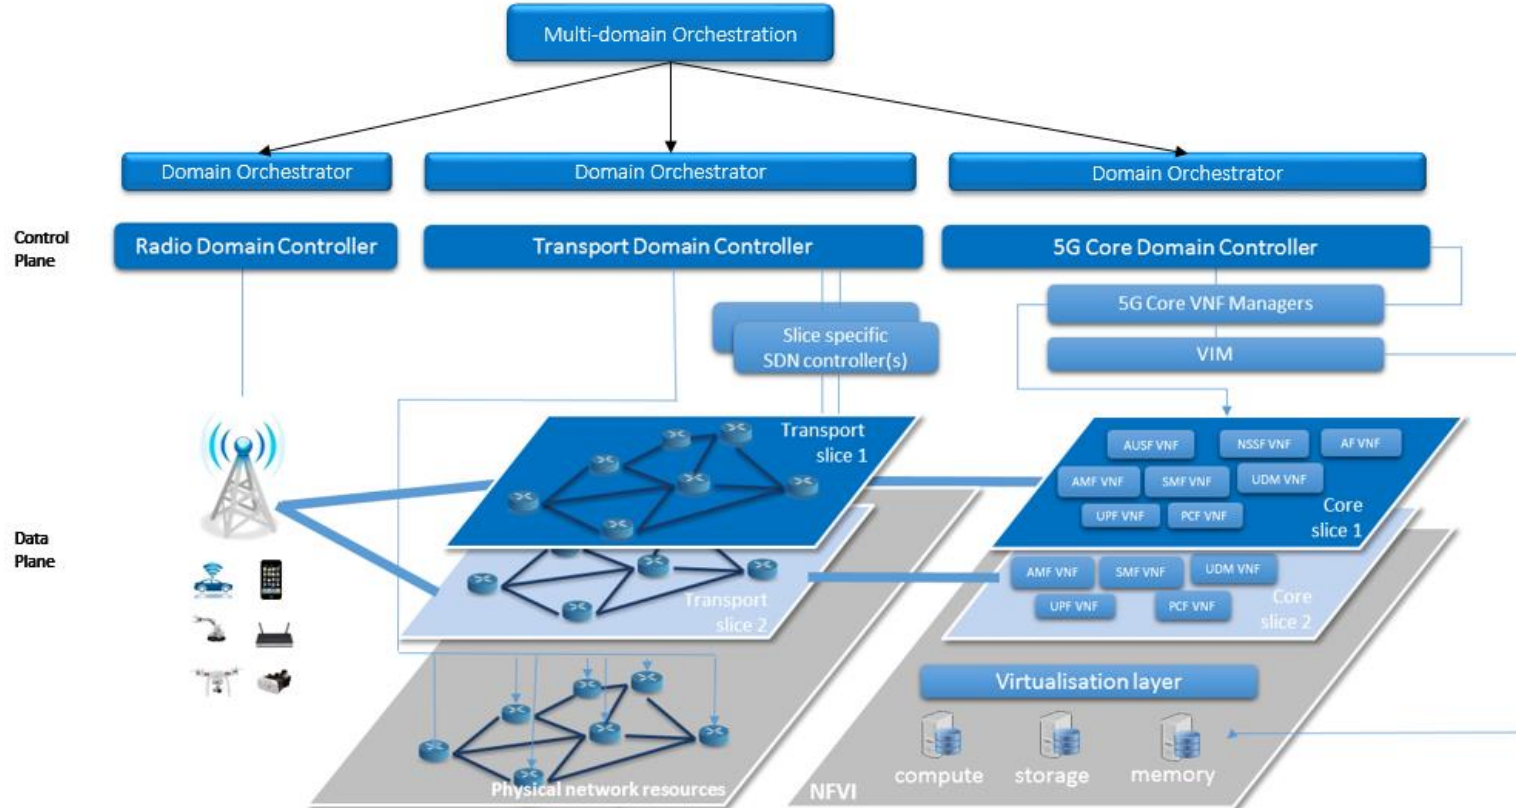 Multi-domain Orchestration
Domain Orchestrator
Domain Orchestrator
Domain Orchestrator
Control
Plane
Radio Domain Controller
Transport Domain Controller
5G Core Domain Controller
5G Core VNF Managers
Slice specific
SDN controller(s)
VIM
Transport
slice 1
AUSF VNF
NSSF VNF
AF VNF
AMF VNF
SMF VNF
UDM VNF
UPF VNF
PCF VNF
Core
slice 1
Data
Plane
AMF VNF
SMF VNF
UDM VNF
UPF VNF
PCF VNF
Transport
slice 2
Core
slice 2
Virtualisation layer
compute
storage
memory
Physical network resources
NFVI